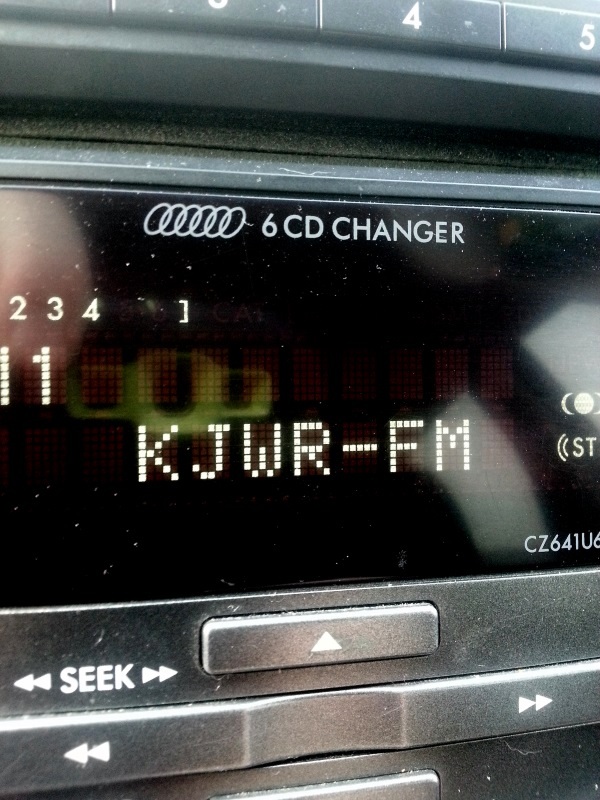 4 5
6 CD CHANGER
2 3 4 ]
11
KJWR-FM
((ST
CZ641U6
SEEK